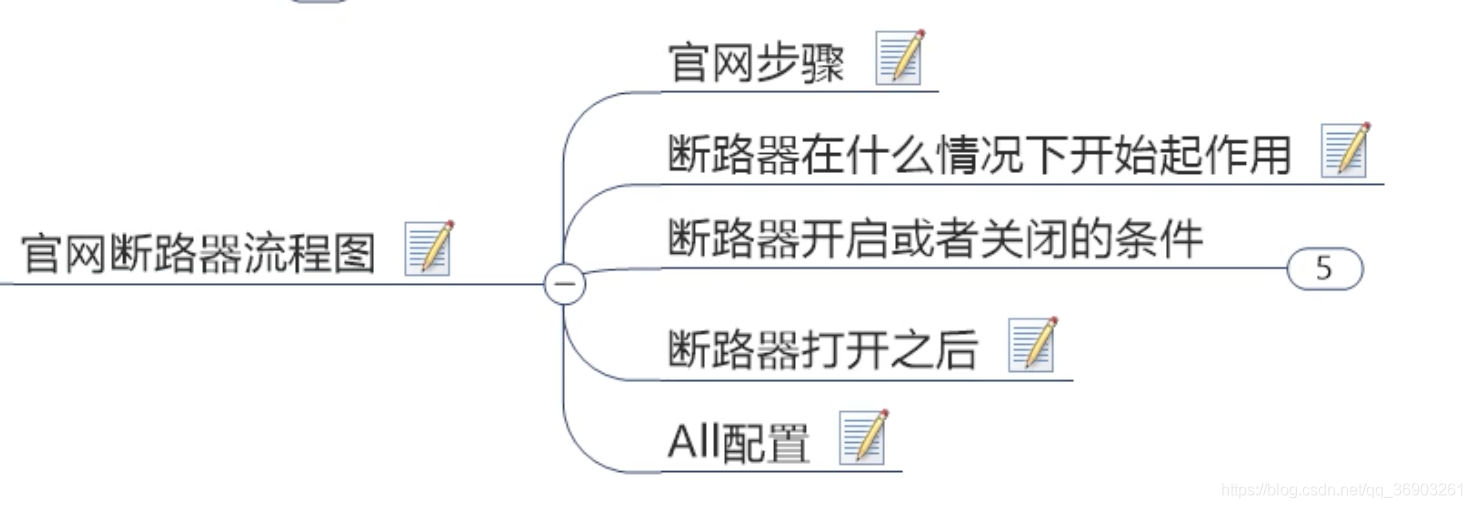 官网步骤
断路器在什么情况下开始起作用
断路器开启或者关闭的条件
5
官网断路器流程图
断路器打开之后
All配置
https://blog.csdn.net/qq_36903261